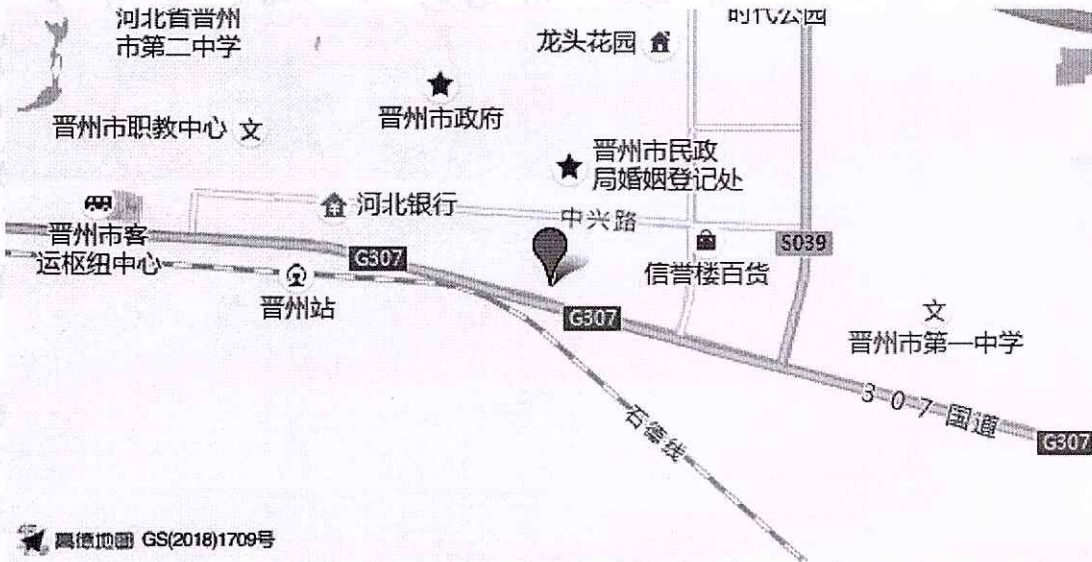 河北省晋州
市第二中学
时代公园
龙头花园
晋州市政府
晋州市职教中心
文
晋州市民政
局婚姻登记处
河北银行
中兴路
晋州市客
运枢纽中心
G307
晋州站
S039
信誉楼百货
G307
文
晋州市第一中学
307国道
石德线
G307
高德地图 GS(2018)1709号